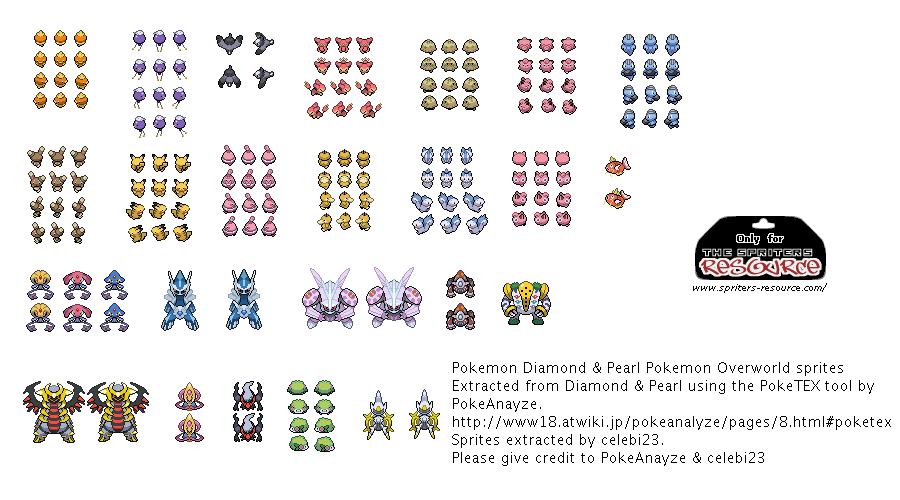 Only for
THE SPRITERS
RESOURCE
www.spriters-resource.com/
Pokemon Diamond & Pearl Pokemon Overworld sprites
Extracted from Diamond & Pearl using the PokeTEX tool by
PokeAnayze.
http://www18.atwiki.jp/pokeanalyze/pages/8.html#poketex
Sprites extracted by celebi23.
Please give credit to PokeAnayze & celebi23